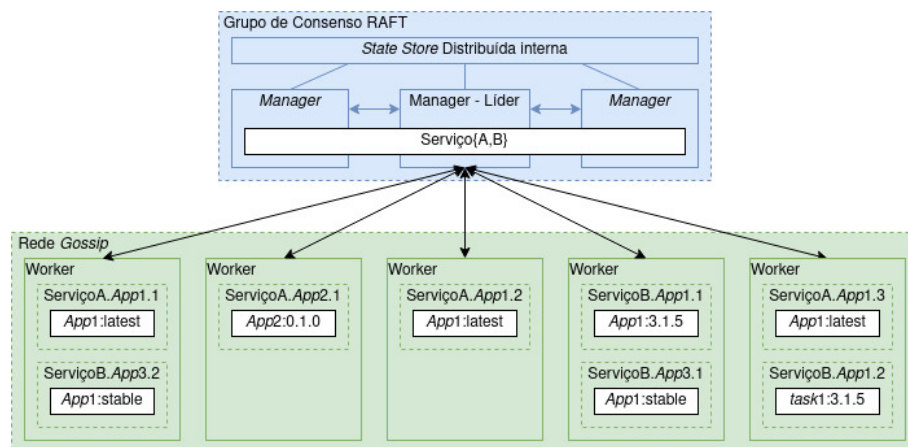 Grupo de Consenso RAFT
State Store Distribuída interna
Manager
Manager - Líder
Manager
Serviço{A,B}
Rede Gossip
Worker
ServiçoA.App1.1
App1:latest
ServiçoB.App3.2
App1:stable
Worker
ServiçoA.App2.1
App2:0.1.0
Worker
ServiçoA.App1.2
App1:latest
Worker
ServiçoB.App1.1
App1:3.1.5
ServiçoB.App3.1
App1:stable
Worker
ServiçoA.App1.3
App1:latest
ServiçoB.App1.2
task1:3.1.5